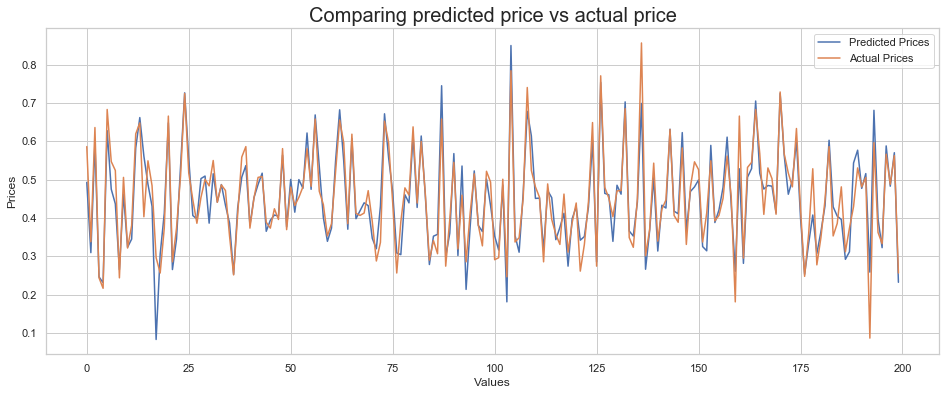 Comparing predicted price vs actual price
Predicted Prices
Actual Prices
Prices
0.8
0.7
0.6
0.5
0.4
0.3
0.2
0.1
0 25 50 75 100 125 150 175 200
Values